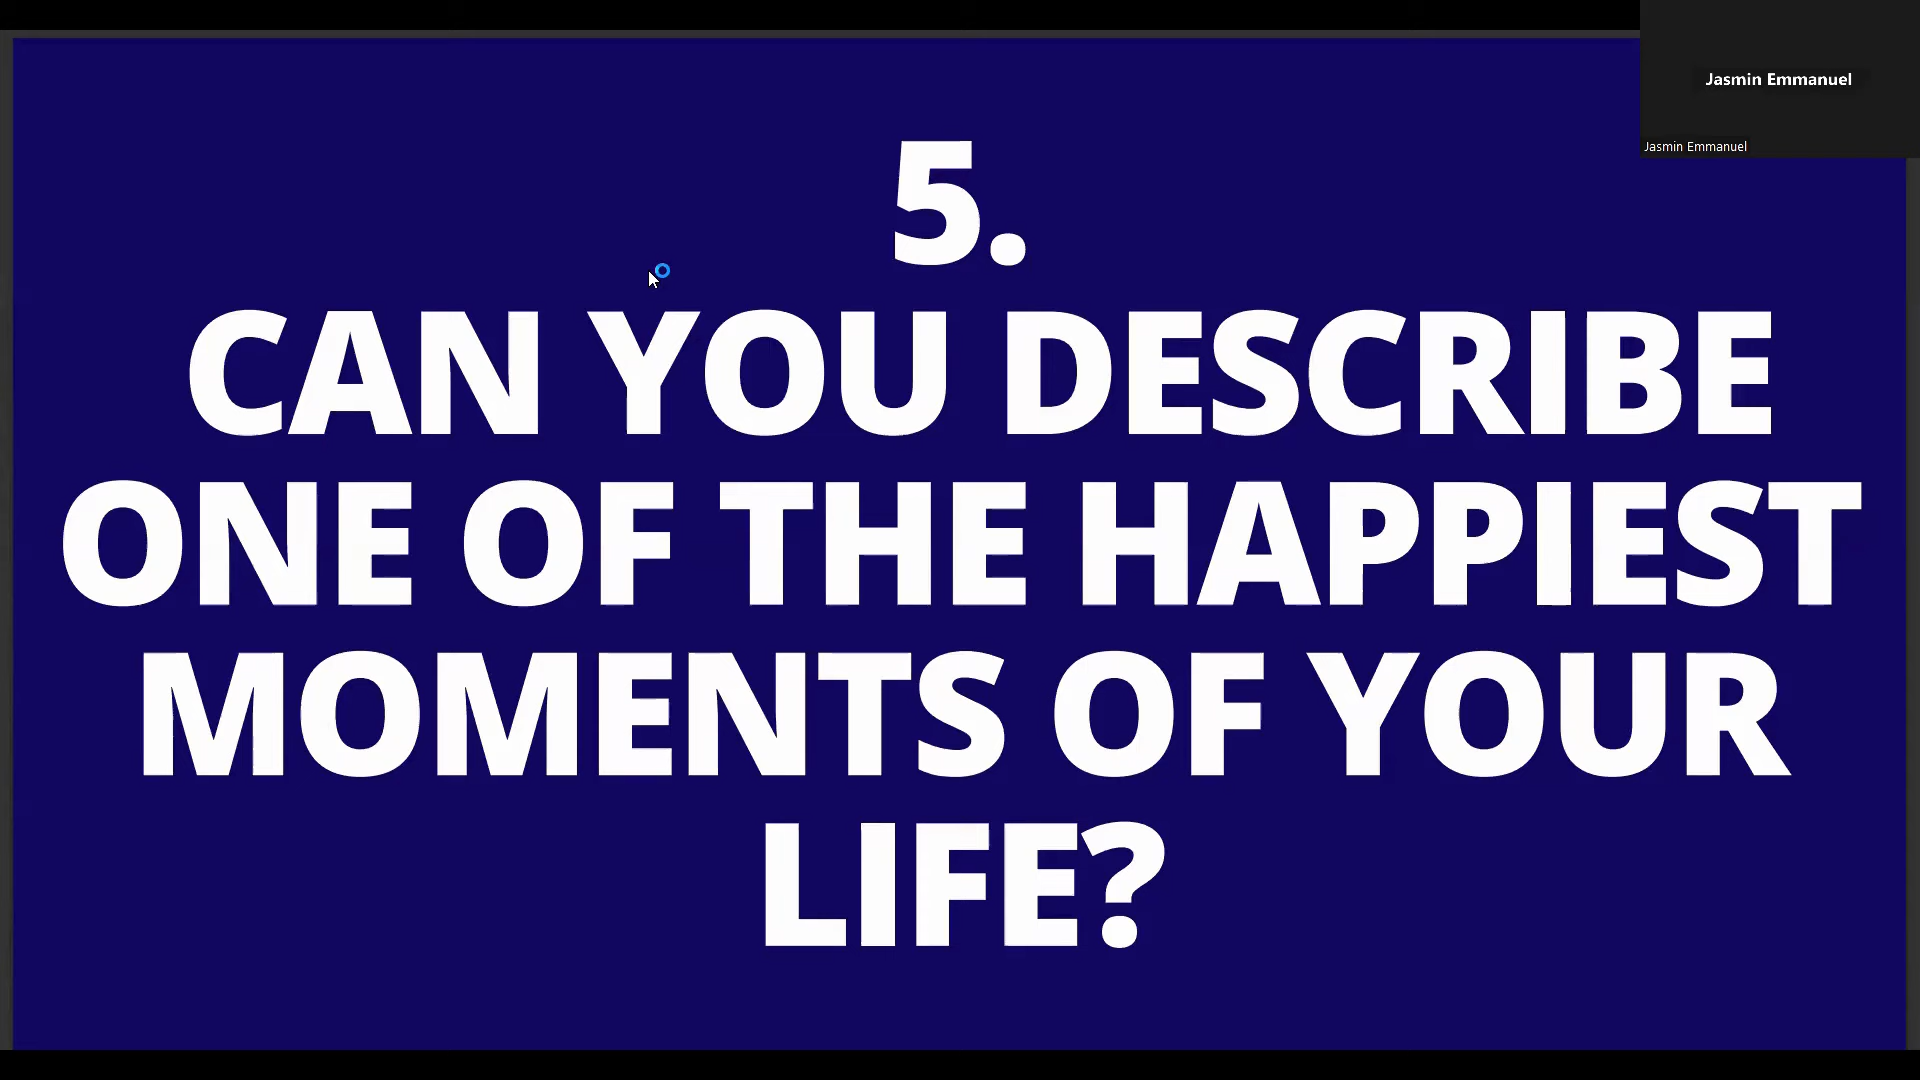 Jasmin Emmanuel
Jasmin Emmanuel
5.
CAN YOU DESCRIBE
ONE OF THE HAPPIEST
MOMENTS OF YOUR
LIFE?